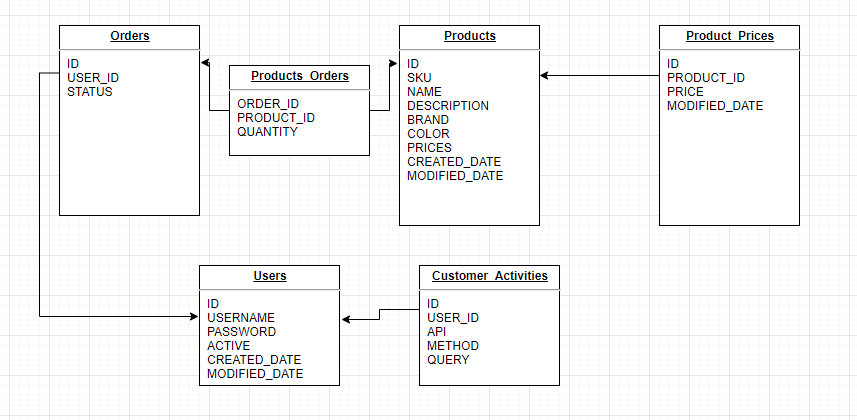 Orders
ID
USER_ID
STATUS
Products_Orders
ORDER_ID
PRODUCT_ID
QUANTITY
Products
ID
SKU
NAME
DESCRIPTION
BRAND
COLOR
PRICES
CREATED_DATE
MODIFIED_DATE
Product_Prices
ID
PRODUCT_ID
PRICE
MODIFIED_DATE
Users
ID
USERNAME
PASSWORD
ACTIVE
CREATED_DATE
MODIFIED_DATE
Customer_Activities
ID
USER_ID
API
METHOD
QUERY